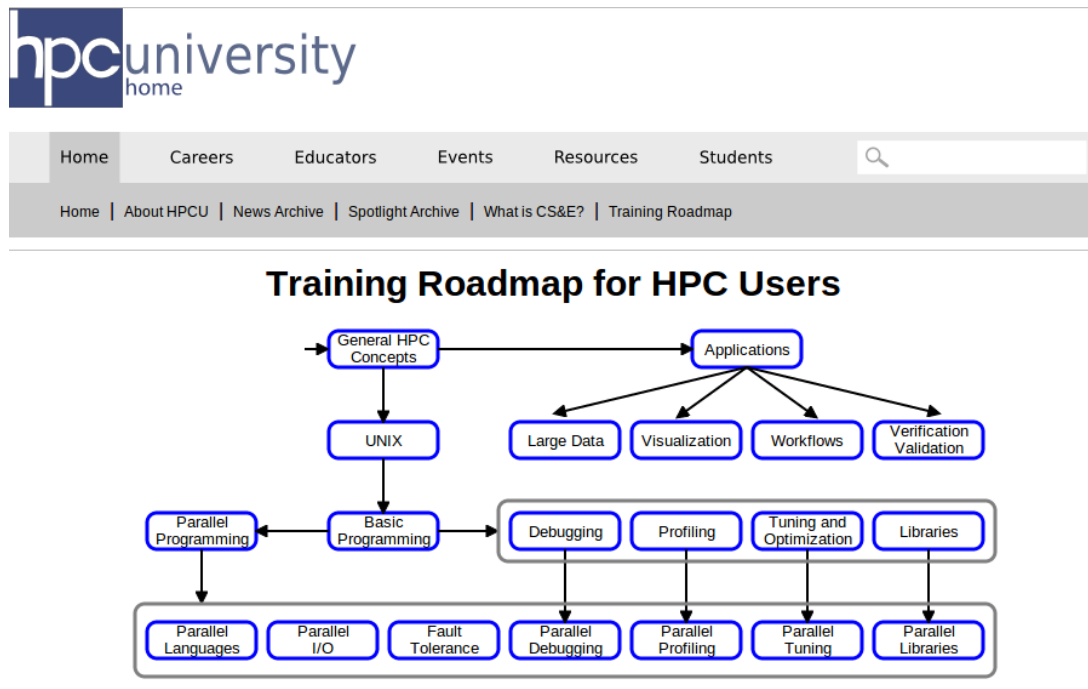 hpcuniversity
home
Home Careers Educators Events Resources Students
Home | About HPCU | News Archive | Spotlight Archive | What is CS&E? | Training Roadmap
Training Roadmap for HPC Users
General HPC
Concepts
Applications
UNIX
Large Data
Visualization
Workflows
Verification
Validation
Parallel
Programming
Basic
Programming
Debugging
Profiling
Tuning and
Optimization
Libraries
Parallel
Languages
Parallel
I/O
Fault
Tolerance
Parallel
Debugging
Parallel
Profiling
Parallel
Tuning
Parallel
Libraries